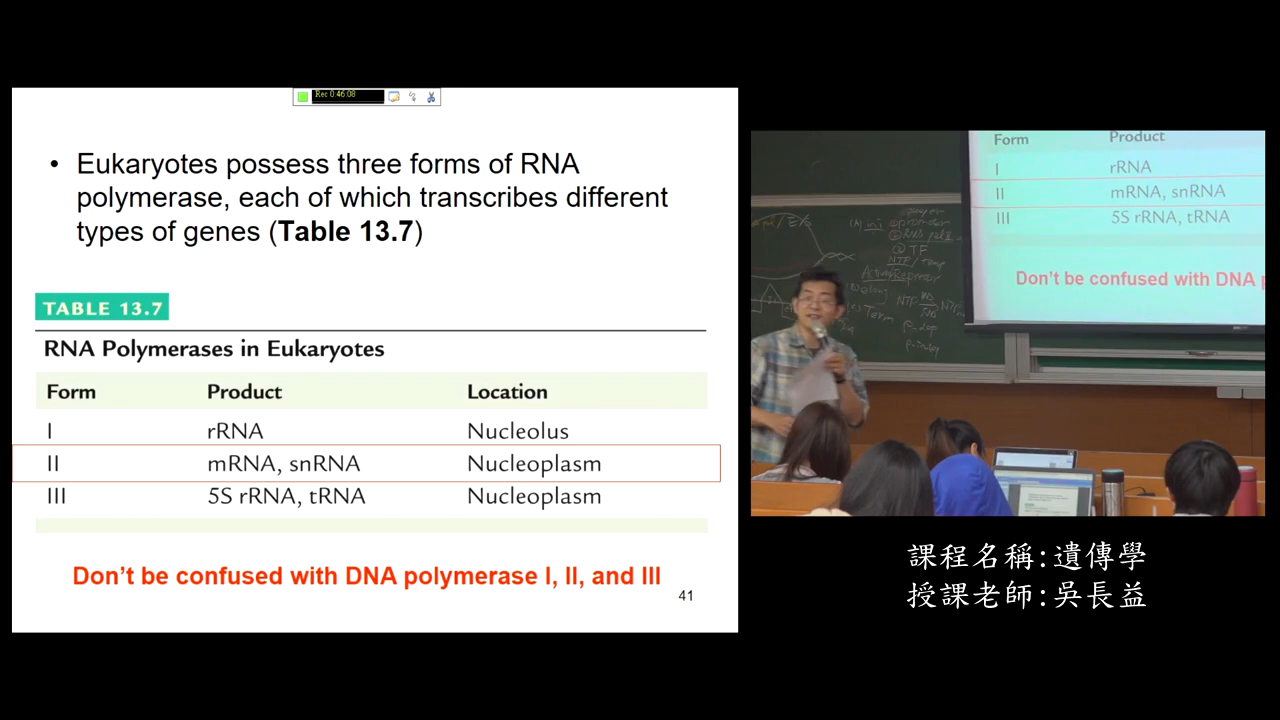 Rec 0:46:08
• Eukaryotes possess three forms of RNA
polymerase, each of which transcribes different
types of genes (Table 13.7)
TABLE 13.7
RNA Polymerases in Eukaryotes
Form Product Location
I rRNA Nucleolus
II mRNA, snRNA Nucleoplasm
III 5S rRNA, tRNA Nucleoplasm
Don't be confused with DNA polymerase I, II, and III
41
Form Product
I rRNA
II mRNA, snRNA
III 5S rRNA, tRNA
Don't be confused with DNA
TF
Term
課程名稱:遺傳學
授課老師:吳長益